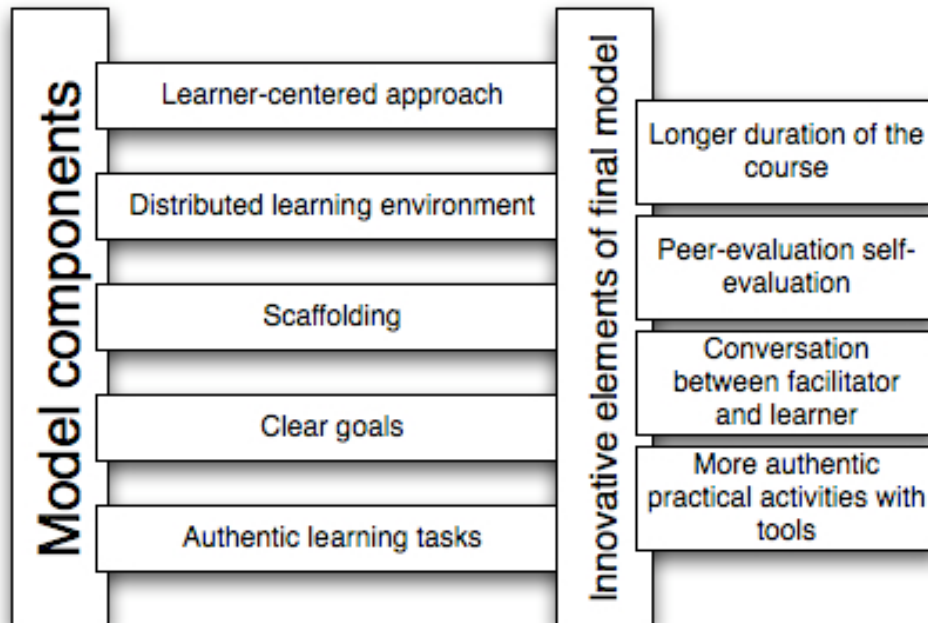 Model components
Learner-centered approach
Distributed learning environment
Scaffolding
Clear goals
Authentic learning tasks
Innovative elements of final model
Longer duration of the
course
Peer-evaluation self-
evaluation
Conversation
between facilitator
and learner
More authentic
practical activities with
tools